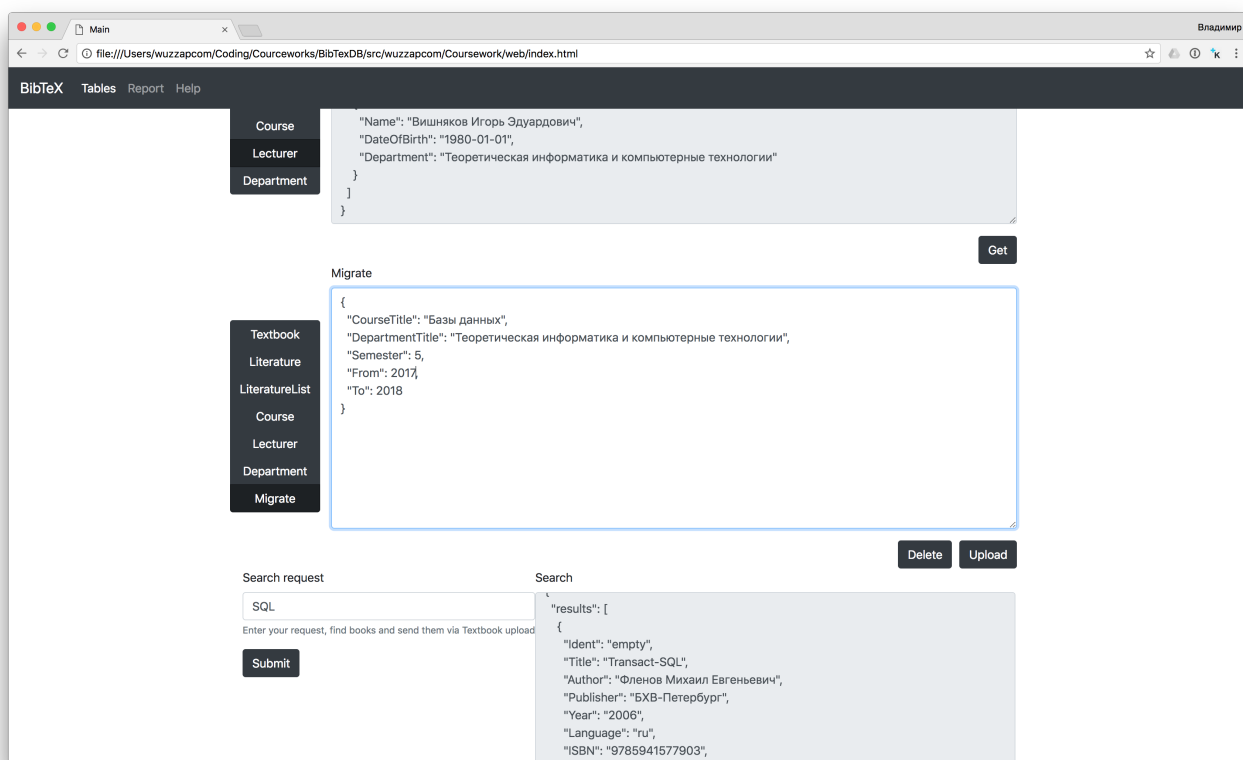 Main
Владимир
file:///Users/wuzzapcom/Coding/Courceworks/BibTexDB/src/wuzzapcom/Coursework/web/index.html
BibTeX Tables Report Help
Course
Lecturer
Department
"Name": "Вишняков Игорь Эдуардович",
"DateOfBirth": "1980-01-01",
"Department": "Теоретическая информатика и компьютерные технологии"
}
]
}
Get
Migrate
Textbook
Literature
LiteratureList
Course
Lecturer
Department
Migrate
{
"CourseTitle": "Базы данных",
"DepartmentTitle": "Теоретическая информатика и компьютерные технологии",
"Semester": 5,
"From": 2017,
"To": 2018
}
Delete Upload
Search request
SQL
Enter your request, find books and send them via Textbook upload
Submit
Search
"results": [
{
"Ident": "empty",
"Title": "Transact-SQL",
"Author": "Фленов Михаил Евгеньевич",
"Publisher": "БХВ-Петербург",
"Year": "2006",
"Language": "ru",
"ISBN": "9785941577903",